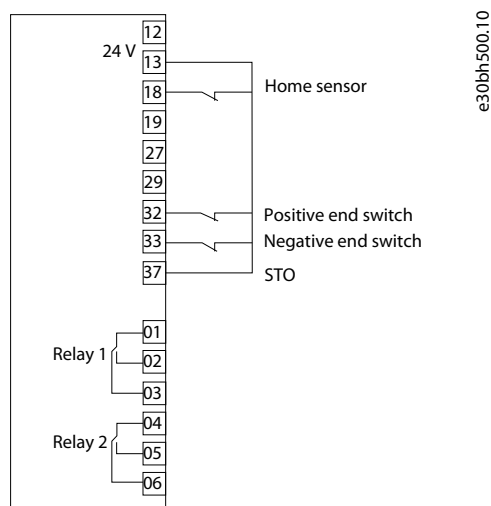 12
24 V
13
18
Home sensor
19
27
29
32
Positive end switch
33
Negative end switch
37
STO
01
Relay 1
02
03
04
Relay 2
05
06
e30bh500.10